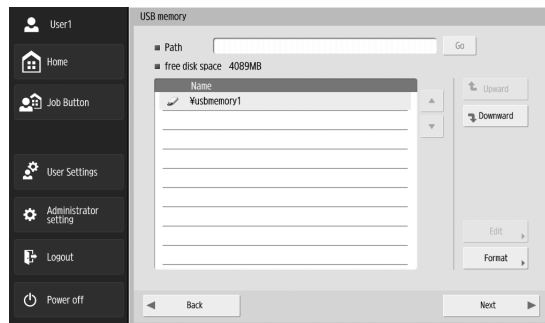 User1
Home
Job Button
User Settings
Administrator
setting
Logout
Power off
USB memory
Path
Go
free disk space 4089MB
Name
¥usbmemory1
Upward
Downward
Edit
Format
Back
Next